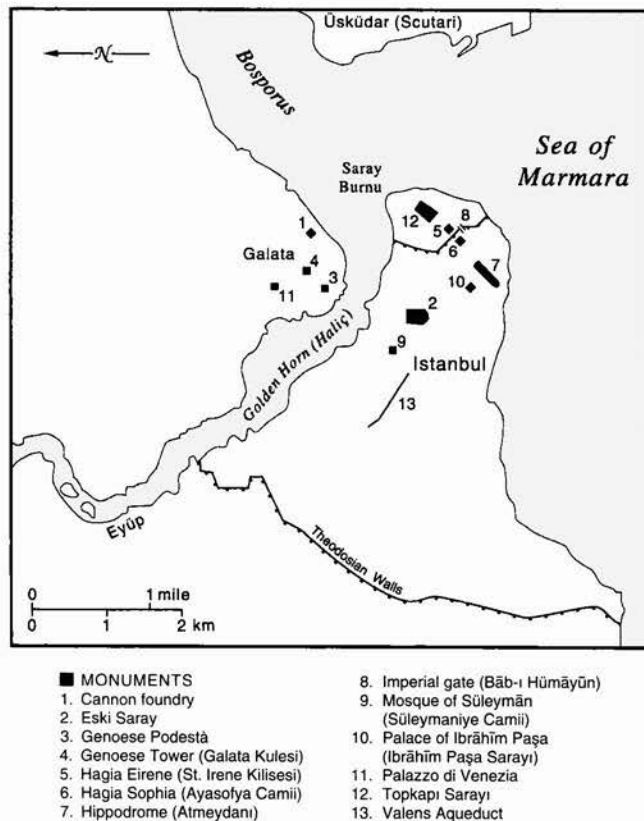 Üsküdar (Scutari)
N
Bosporus
Sea of
Marmara
Saray
Burnu
12
8
5
6
1
Galata
4
3
11
7
10
2
9
Istanbul
Golden Horn (Haliç)
13
Eyüp
Theodosian Walls
0 1 mile
0 1 2 km
MONUMENTS
1. Cannon foundry
2. Eski Saray
3. Genoese Podestà
4. Genoese Tower (Galata Kulesi)
5. Hagia Eirene (St. Irene Kilisesi)
6. Hagia Sophia (Ayasofya Camii)
7. Hippodrome (Atmeydanı)
8. Imperial gate (Bāb-ı Hümāyūn)
9. Mosque of Süleymān
(Süleymaniye Camii)
10. Palace of Ibrāhīm Paşa
(Ibrāhīm Paşa Sarayı)
11. Palazzo di Venezia
12. Topkapı Sarayı
13. Valens Aqueduct